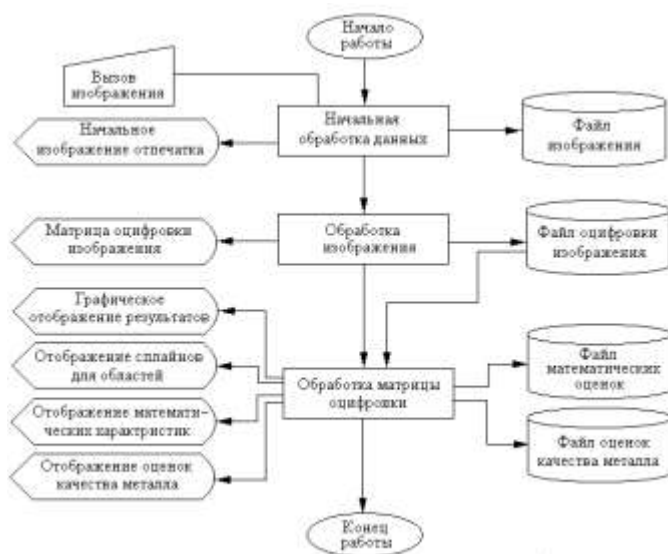 Начало
работы
Вызов
изображения
Начальная
обработка данных
Начальное
изображение отпечатка
Файл
изображения
Матрица оцифровки
изображения
Обработка
изображения
Файл оцифровки
изображения
Графическое
отображение результатов
Отображение сплайнов
для областей
Обработка матрицы
оцифровки
Файл
математических
оценок
Отображение математи-
ческих характристик
Файл оценок
качества металла
Отображение оценок
качества металла
Конец
работы